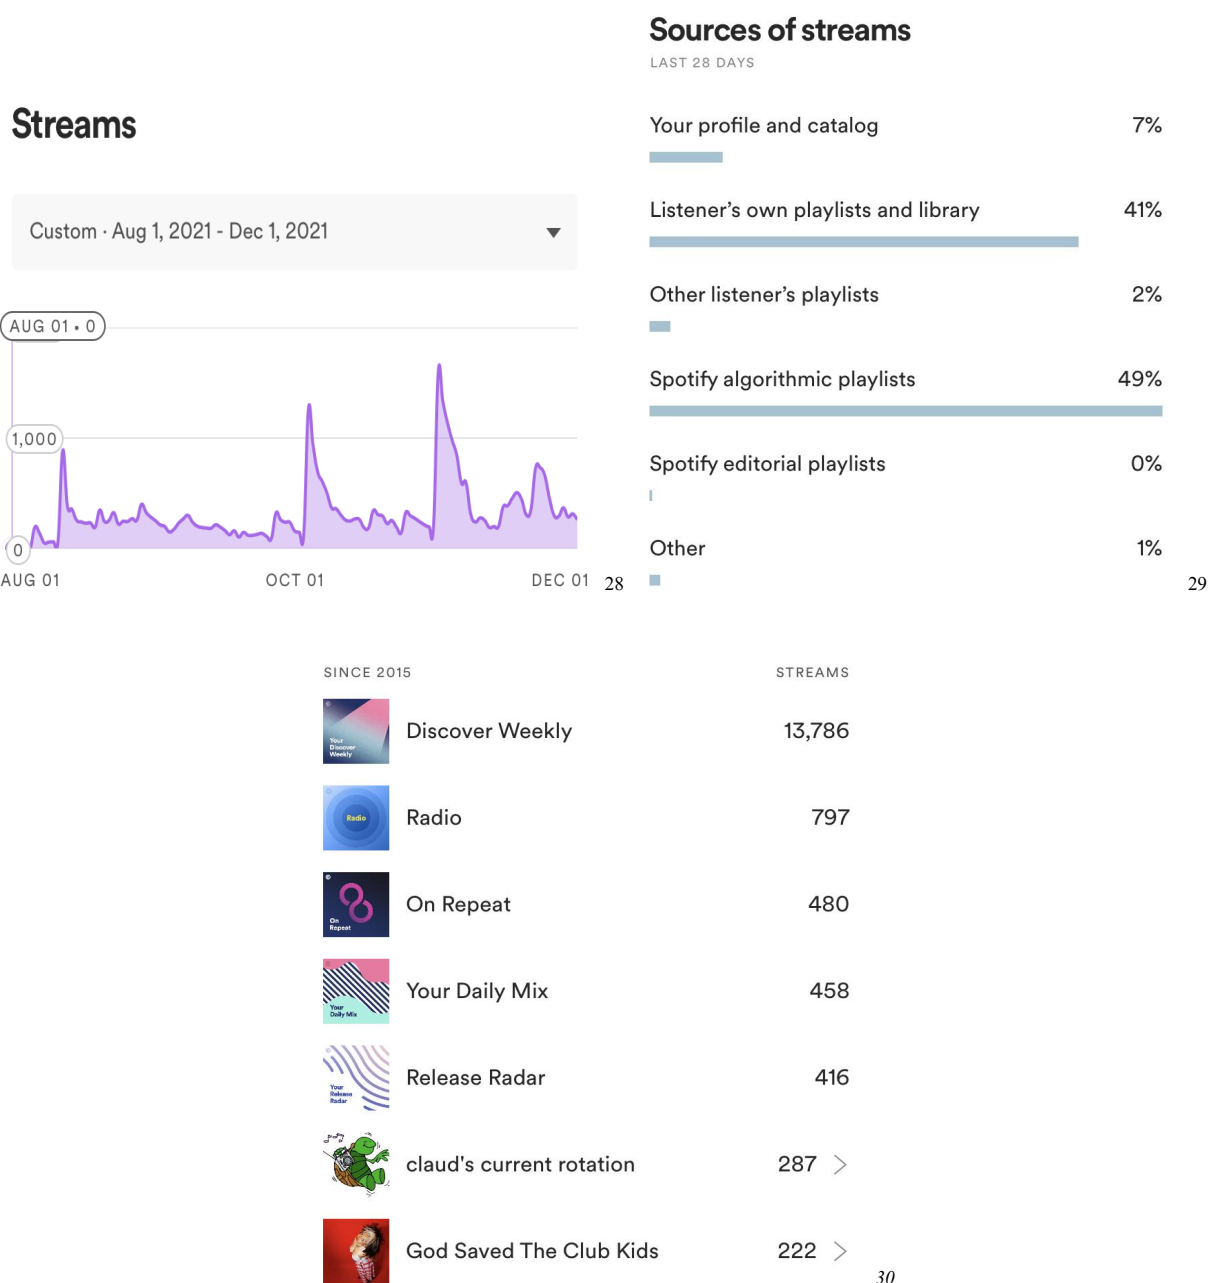 Streams
Custom · Aug 1, 2021 - Dec 1, 2021
AUG 01 • 0
1,000
0
AUG 01 OCT 01 DEC 01
28
Sources of streams
LAST 28 DAYS
Your profile and catalog 7%
Listener’s own playlists and library 41%
Other listener’s playlists 2%
Spotify algorithmic playlists 49%
Spotify editorial playlists 0%
Other 1%
29
SINCE 2015 STREAMS
Your
Discover
Weekly
Discover Weekly 13,786
Radio
Radio 797
On
Repeat
On Repeat 480
Your
Daily Mix
Your Daily Mix 458
Your
Release
Radar
Release Radar 416
claud's current rotation 287
God Saved The Club Kids 222
30